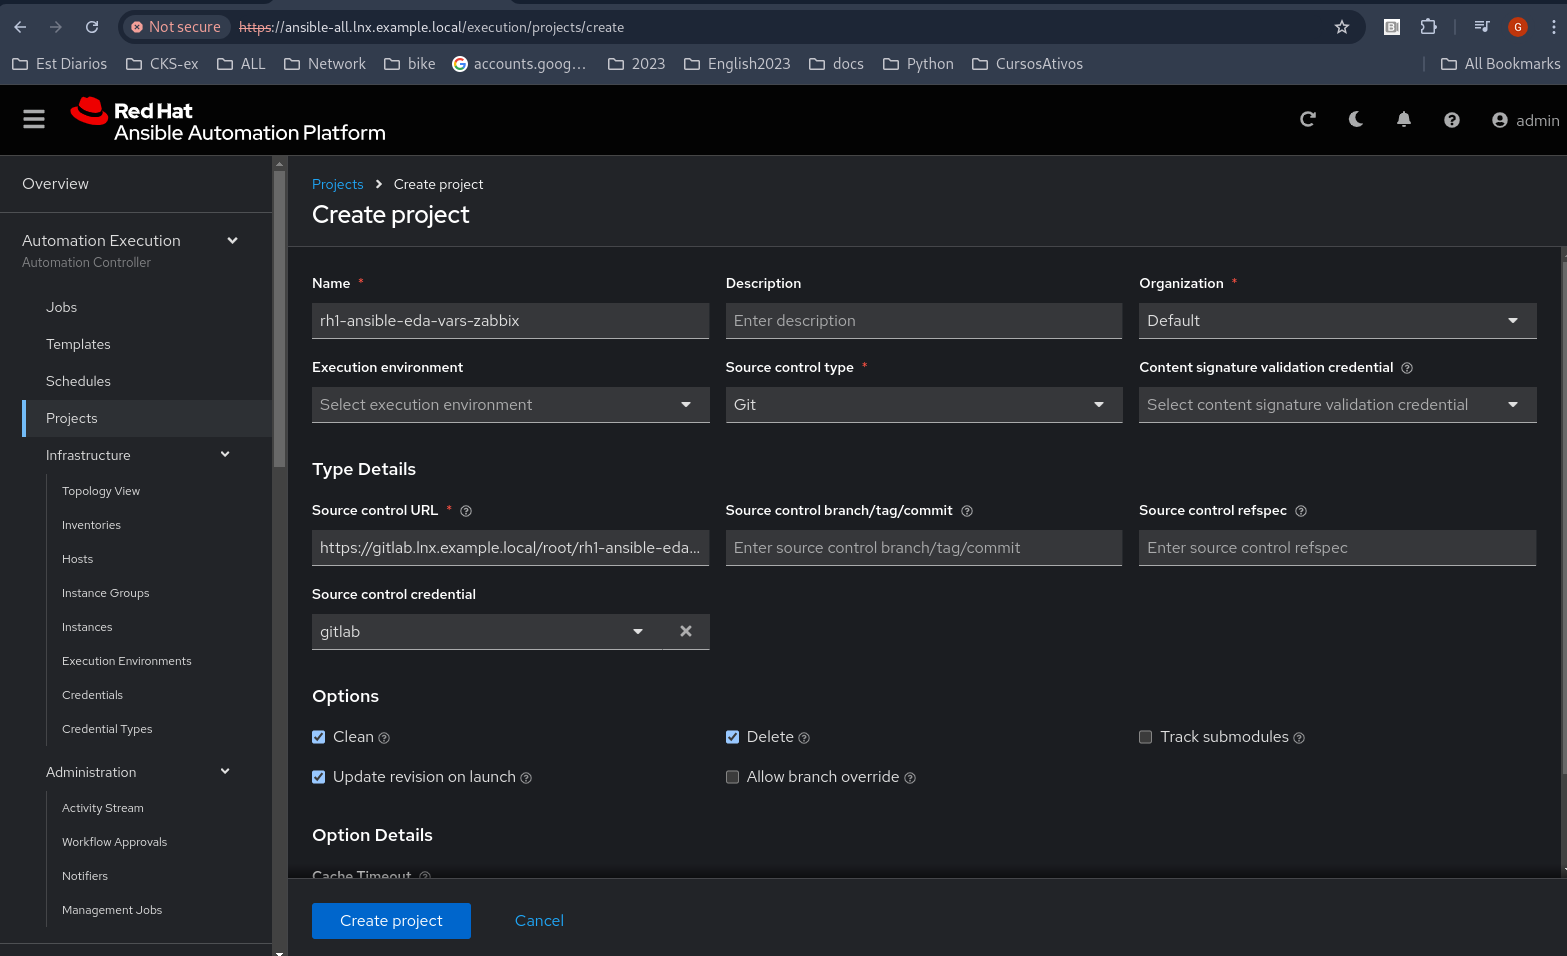 Not secure https://ansible-all.lnx.example.local/execution/projects/create G
Est Diarios CKS-ex ALL Network bike accounts.goog... 2023 English2023 docs Python CursosAtivos All Bookmarks
Red Hat
Ansible Automation Platform
admin
Overview
Automation Execution
Automation Controller
Jobs
Templates
Schedules
Projects
Infrastructure
Topology View
Inventories
Hosts
Instance Groups
Instances
Execution Environments
Credentials
Credential Types
Administration
Activity Stream
Workflow Approvals
Notifiers
Management Jobs
Projects > Create project
Create project
Name * Description Organization *
rh1-ansible-eda-vars-zabbix Enter description Default
Execution environment Source control type * Content signature validation credential
Select execution environment Git Select content signature validation credential
Type Details
Source control URL * Source control branch/tag/commit Source control refspec
https://gitlab.lnx.example.local/root/rh1-ansible-eda... Enter source control branch/tag/commit Enter source control refspec
Source control credential
gitlab
Options
Clean Delete Track submodules
Update revision on launch Allow branch override
Option Details
Cache Timeout
Create project Cancel